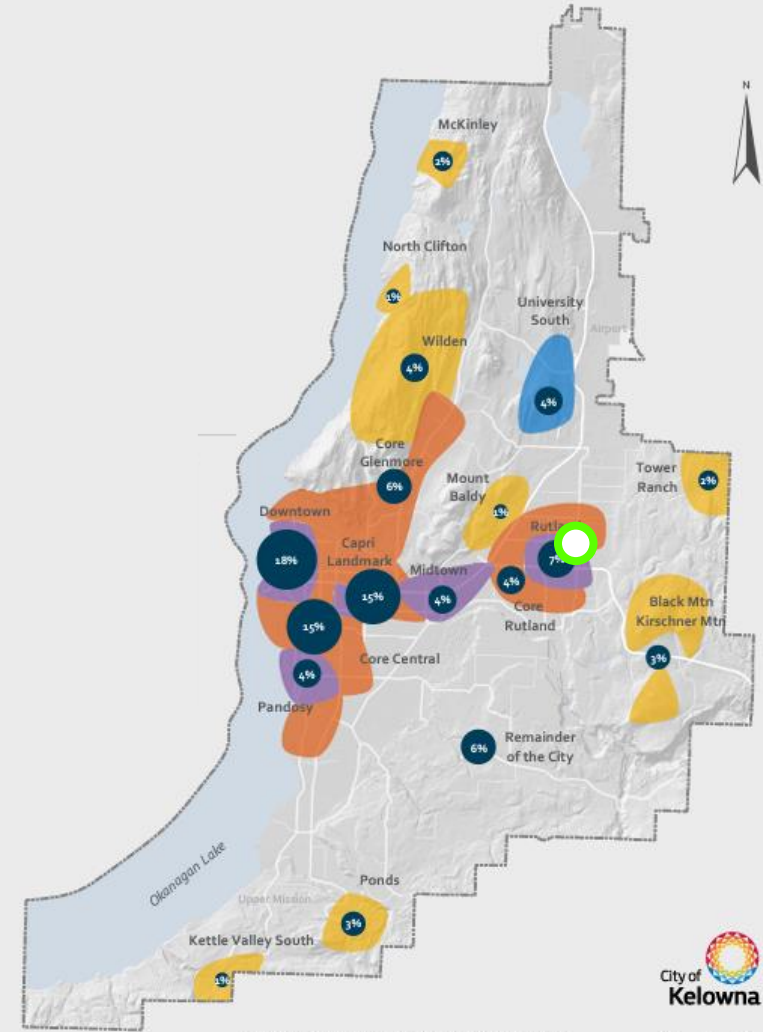 N
McKinley
2%
North Clifton
1%
University
South
Airport
Wilden
4%
4%
Core
Glenmore
6%
Mount
Baldy
1%
Tower
Ranch
2%
Downtown
18%
Capri
Landmark
15%
Midtown
4%
7%
4%
Core
Rutland
Black Mtn
Kirschner Mtn
3%
15%
Core Central
4%
Pandosy
6%
Remainder
of the City
Okanagan Lake
Ponds
Upper Mission
3%
Kettle Valley South
1%
City of
Kelowna